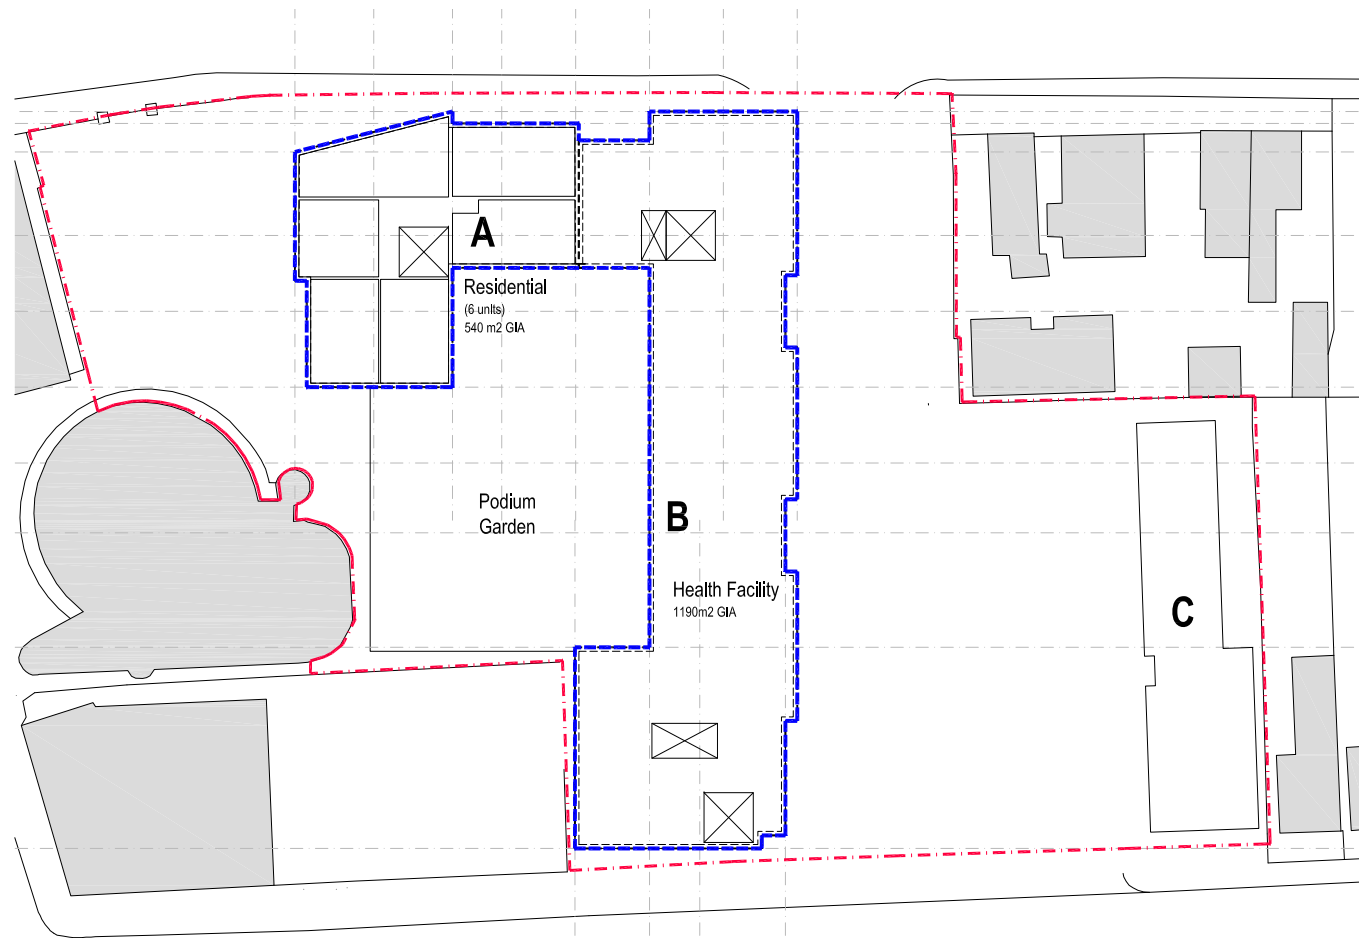 A
Residential
(6 units)
540 m2 GIA
Podium
Garden
B
Health Facility
1190m2 GIA
C